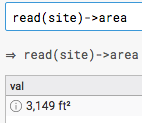 read(site)->area
⇒ read(site)->area
val
ⓘ 3,149 ft²